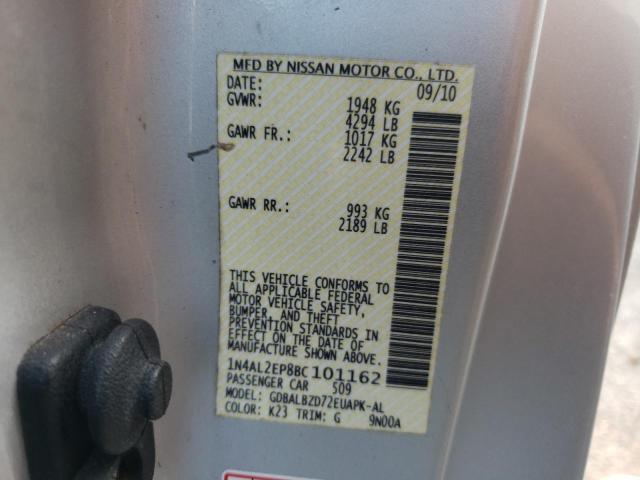 MFD BY NISSAN MOTOR CO., LTD.
DATE: 09/10
GVWR: 1948 KG
4294 LB
GAWR FR.: 1017 KG
2242 LB
GAWR RR.: 993 KG
2189 LB
THIS VEHICLE CONFORMS TO
ALL APPLICABLE FEDERAL
MOTOR VEHICLE SAFETY,
BUMPER, AND THEFT
PREVENTION STANDARDS IN
EFFECT ON THE DATE OF
MANUFACTURE SHOWN ABOVE.
1N4AL2EP8BC101162
PASSENGER CAR 509
MODEL: GDBALBZD72EUAPK-AL
COLOR: K23 TRIM: G 9N00A